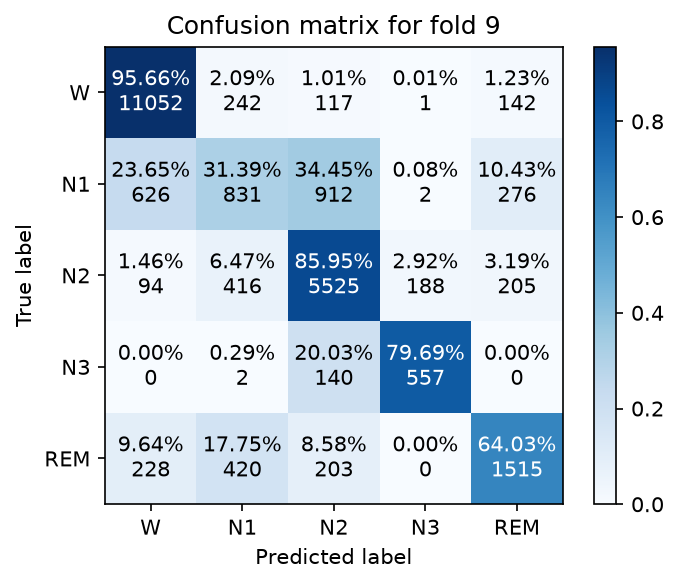 Confusion matrix for fold 9
W 95.66% 2.09% 1.01% 0.01% 1.23%
11052 242 117 1 142
N1 23.65% 31.39% 34.45% 0.08% 10.43%
626 831 912 2 276
N2 1.46% 6.47% 85.95% 2.92% 3.19%
94 416 5525 188 205
N3 0.00% 0.29% 20.03% 79.69% 0.00%
0 2 140 557 0
REM 9.64% 17.75% 8.58% 0.00% 64.03%
228 420 203 0 1515
W N1 N2 N3 REM
Predicted label
True label
0.8
0.6
0.4
0.2
0.0